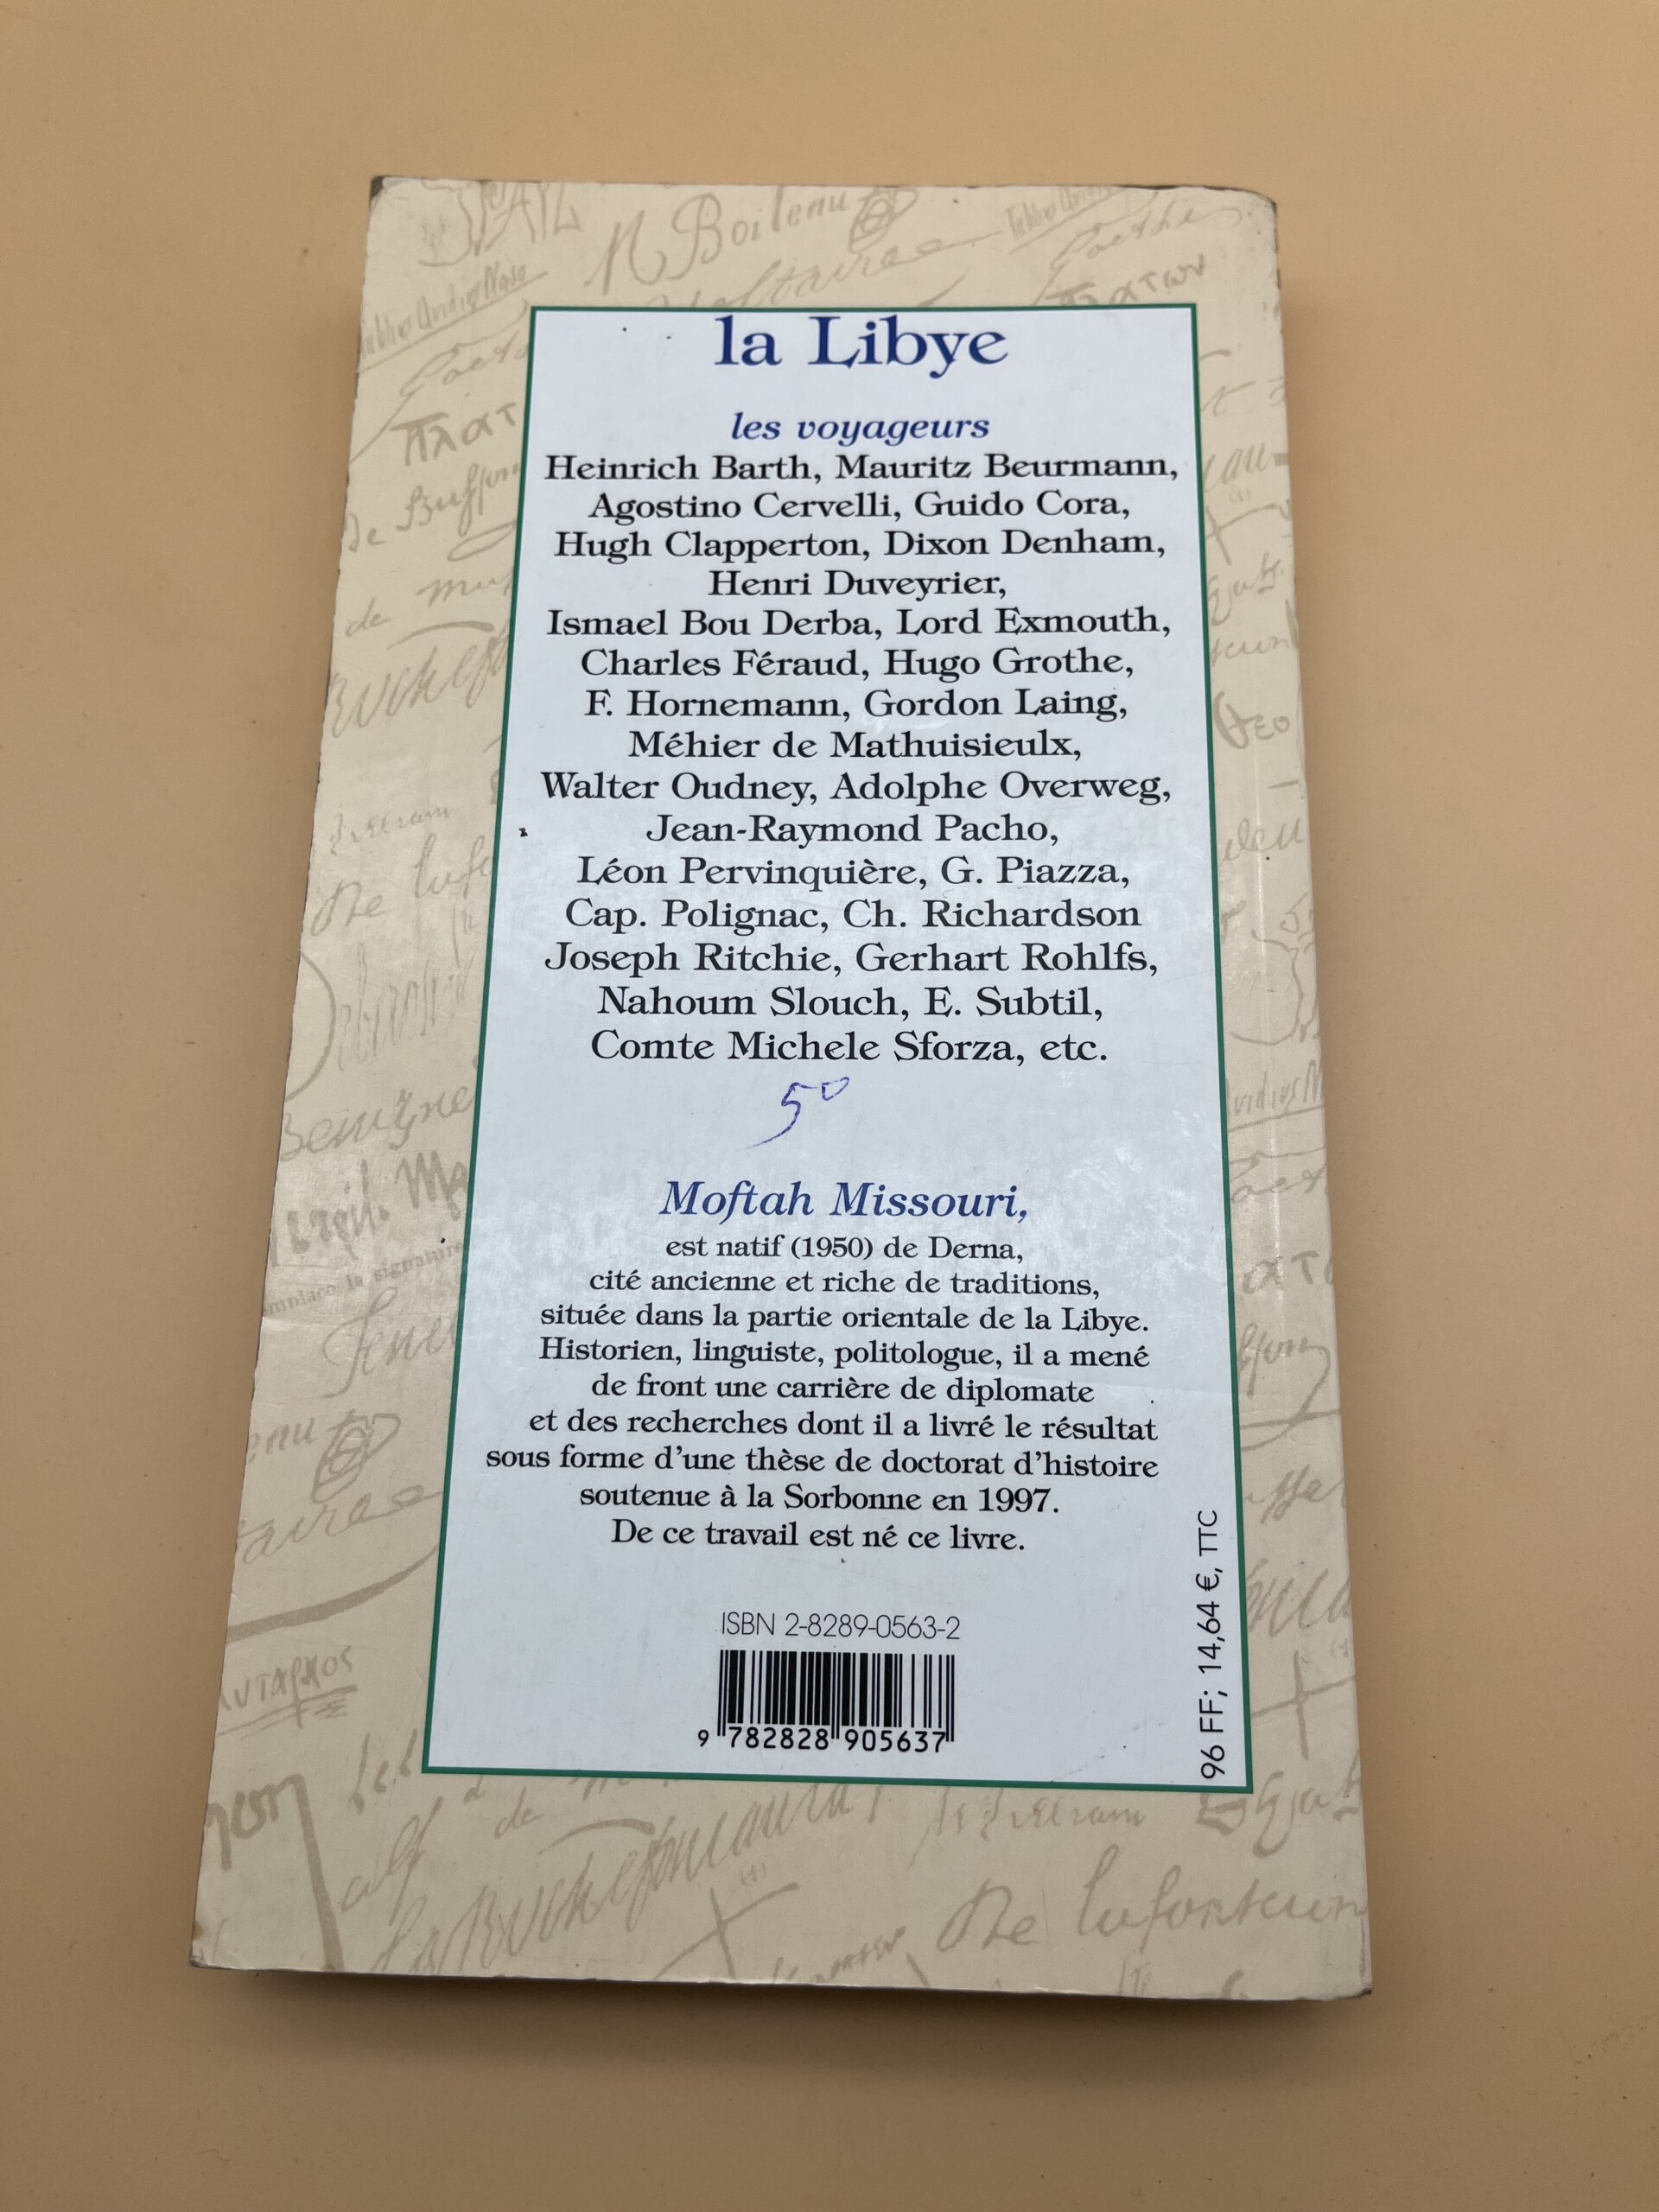 la Libye
les voyageurs
Heinrich Barth, Mauritz Beurmann,
Agostino Cervelli, Guido Cora,
Hugh Clapperton, Dixon Denham,
Henri Duveyrier,
Ismael Bou Derba, Lord Exmouth,
Charles Féraud, Hugo Grothe,
F. Hornemann, Gordon Laing,
Méhier de Mathuisieulx,
Walter Oudney, Adolphe Overweg,
Jean-Raymond Pacho,
Léon Pervinquière, G. Piazza,
Cap. Polignac, Ch. Richardson
Joseph Ritchie, Gerhart Rohlfs,
Nahoum Slouch, E. Subtil,
Comte Michele Sforza, etc.
50
Moftah Missouri,
est natif (1950) de Derna,
cité ancienne et riche de traditions,
située dans la partie orientale de la Libye.
Historien, linguiste, politologue, il a mené
de front une carrière de diplomate
et des recherches dont il a livré le résultat
sous forme d'une thèse de doctorat d'histoire
soutenue à la Sorbonne en 1997.
De ce travail est né ce livre.
ISBN 2-8289-0563-2
9 782828 905637
96 FF; 14,64 €, TTC